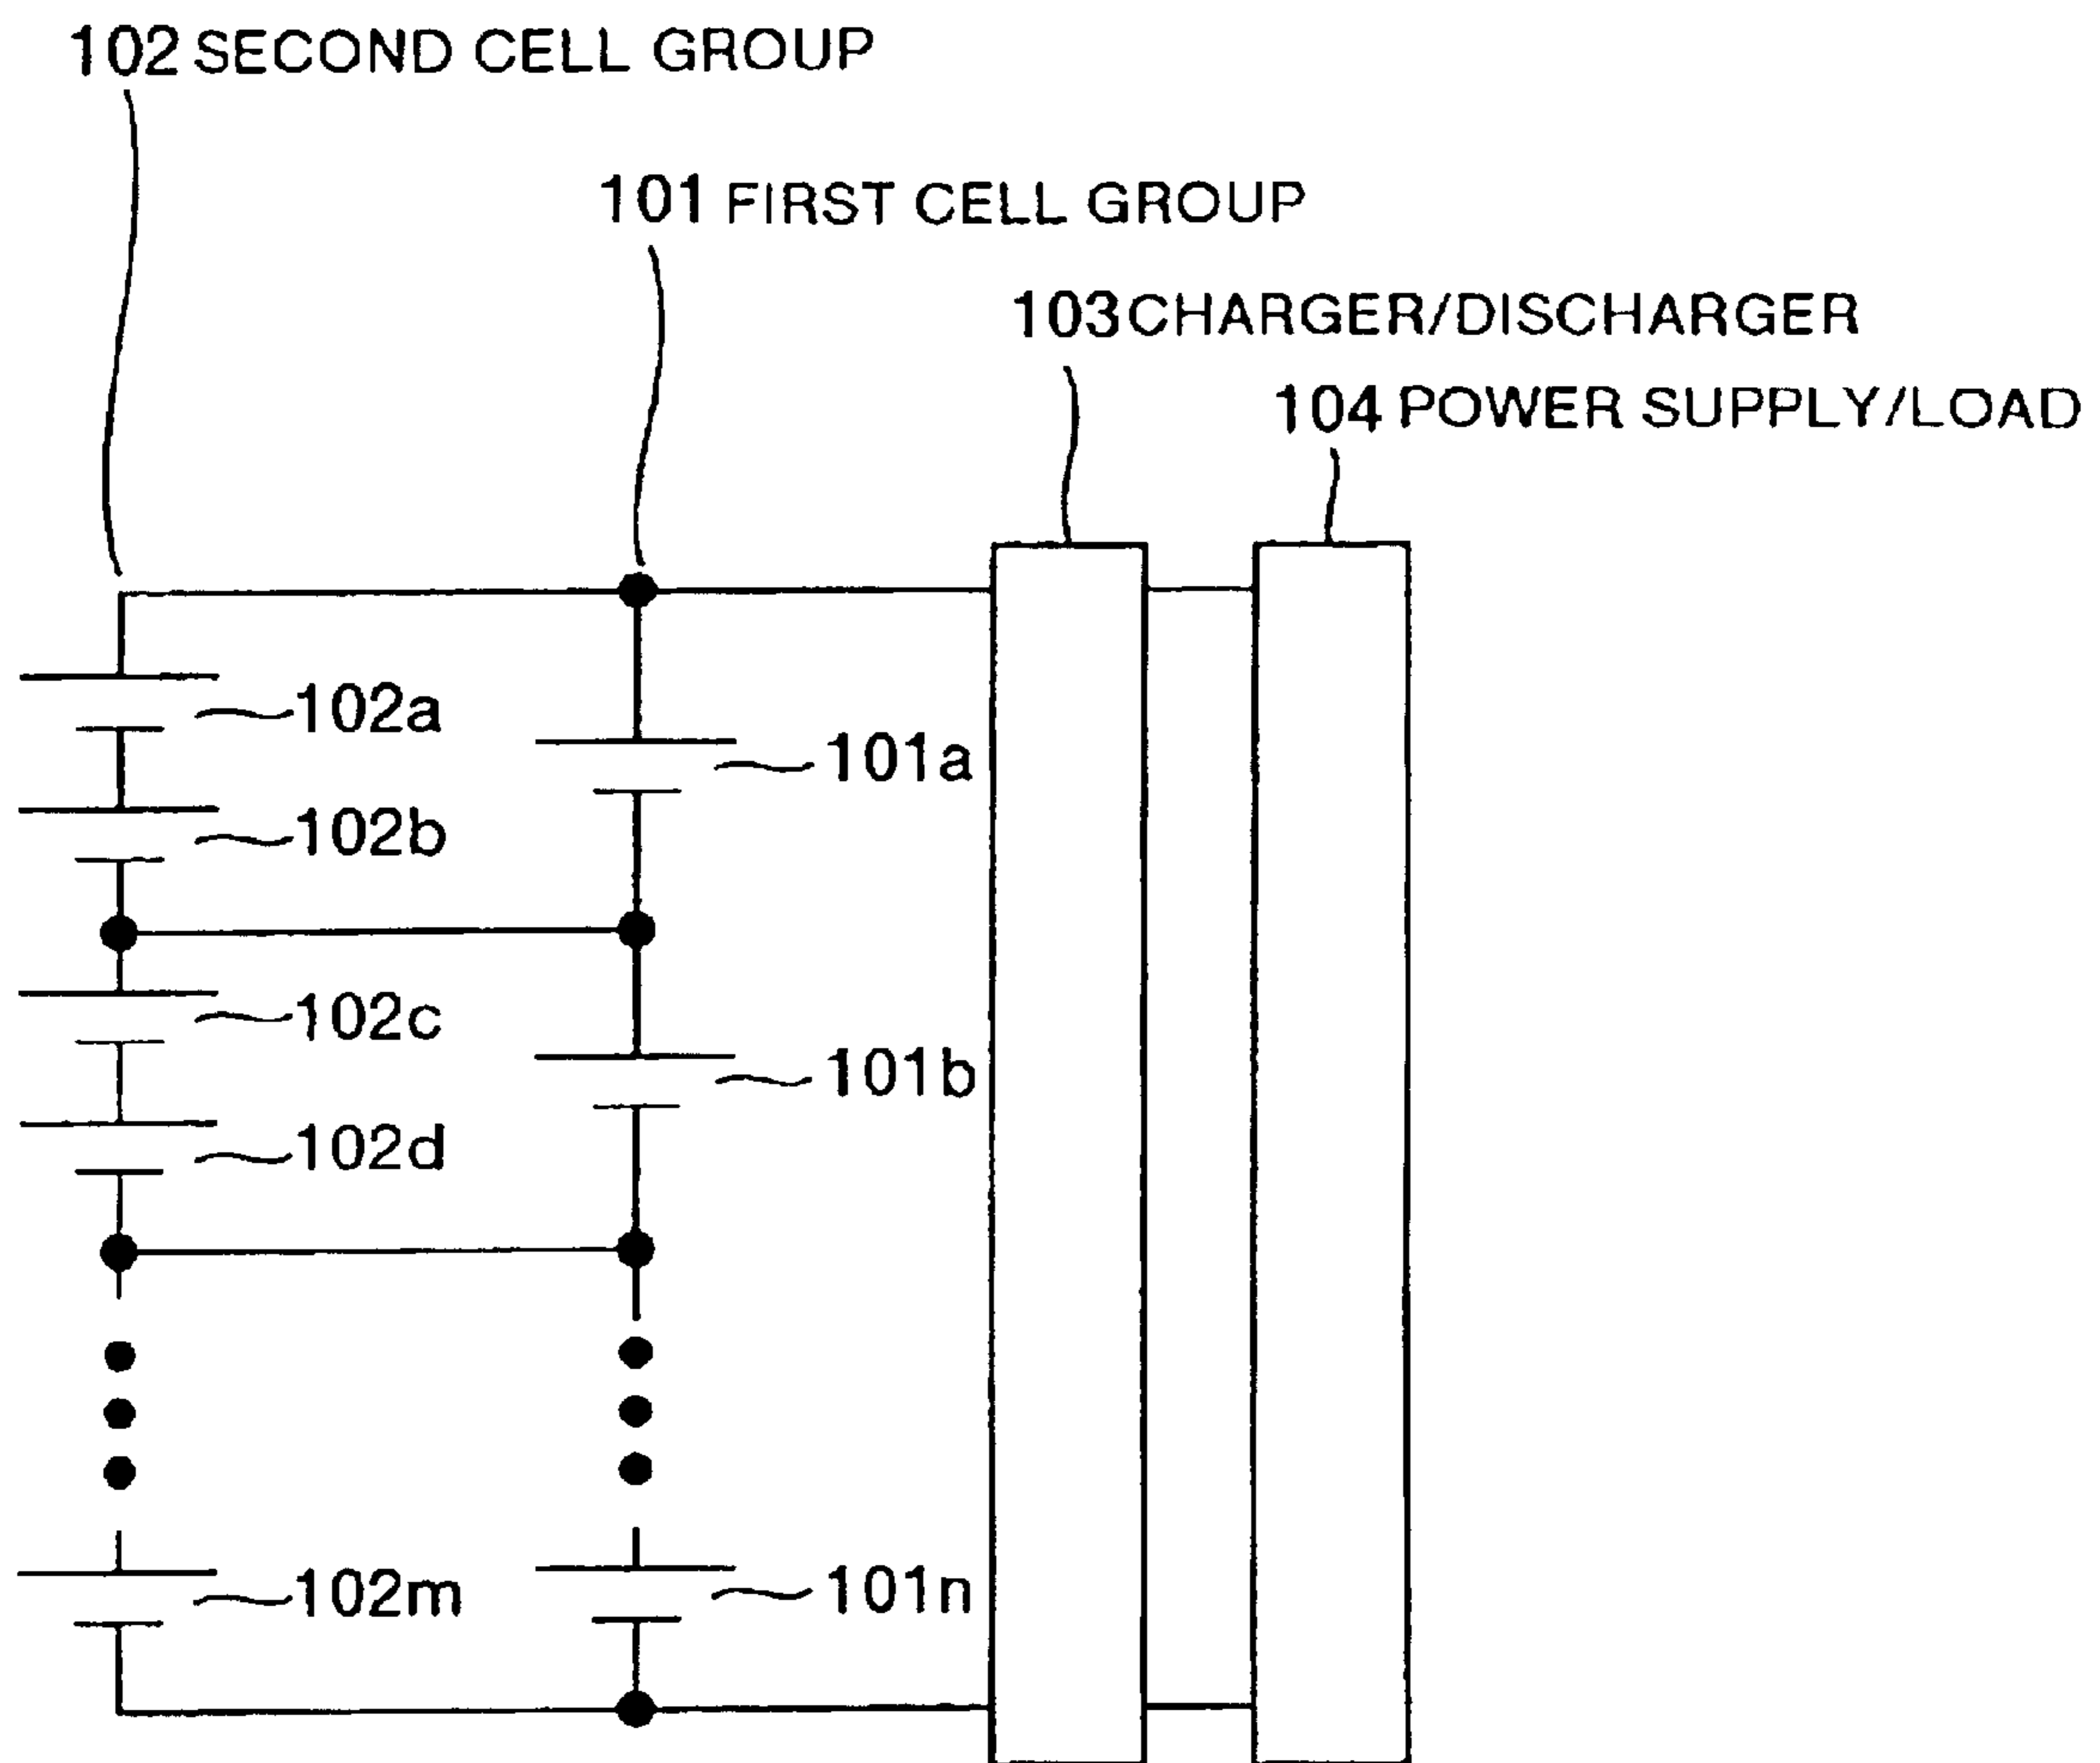 102 SECOND CELL GROUP
101 FIRST CELL GROUP
103 CHARGER/DISCHARGER
104 POWER SUPPLY/LOAD
102a
101a
102b
102c
101b
102d
102m
101n